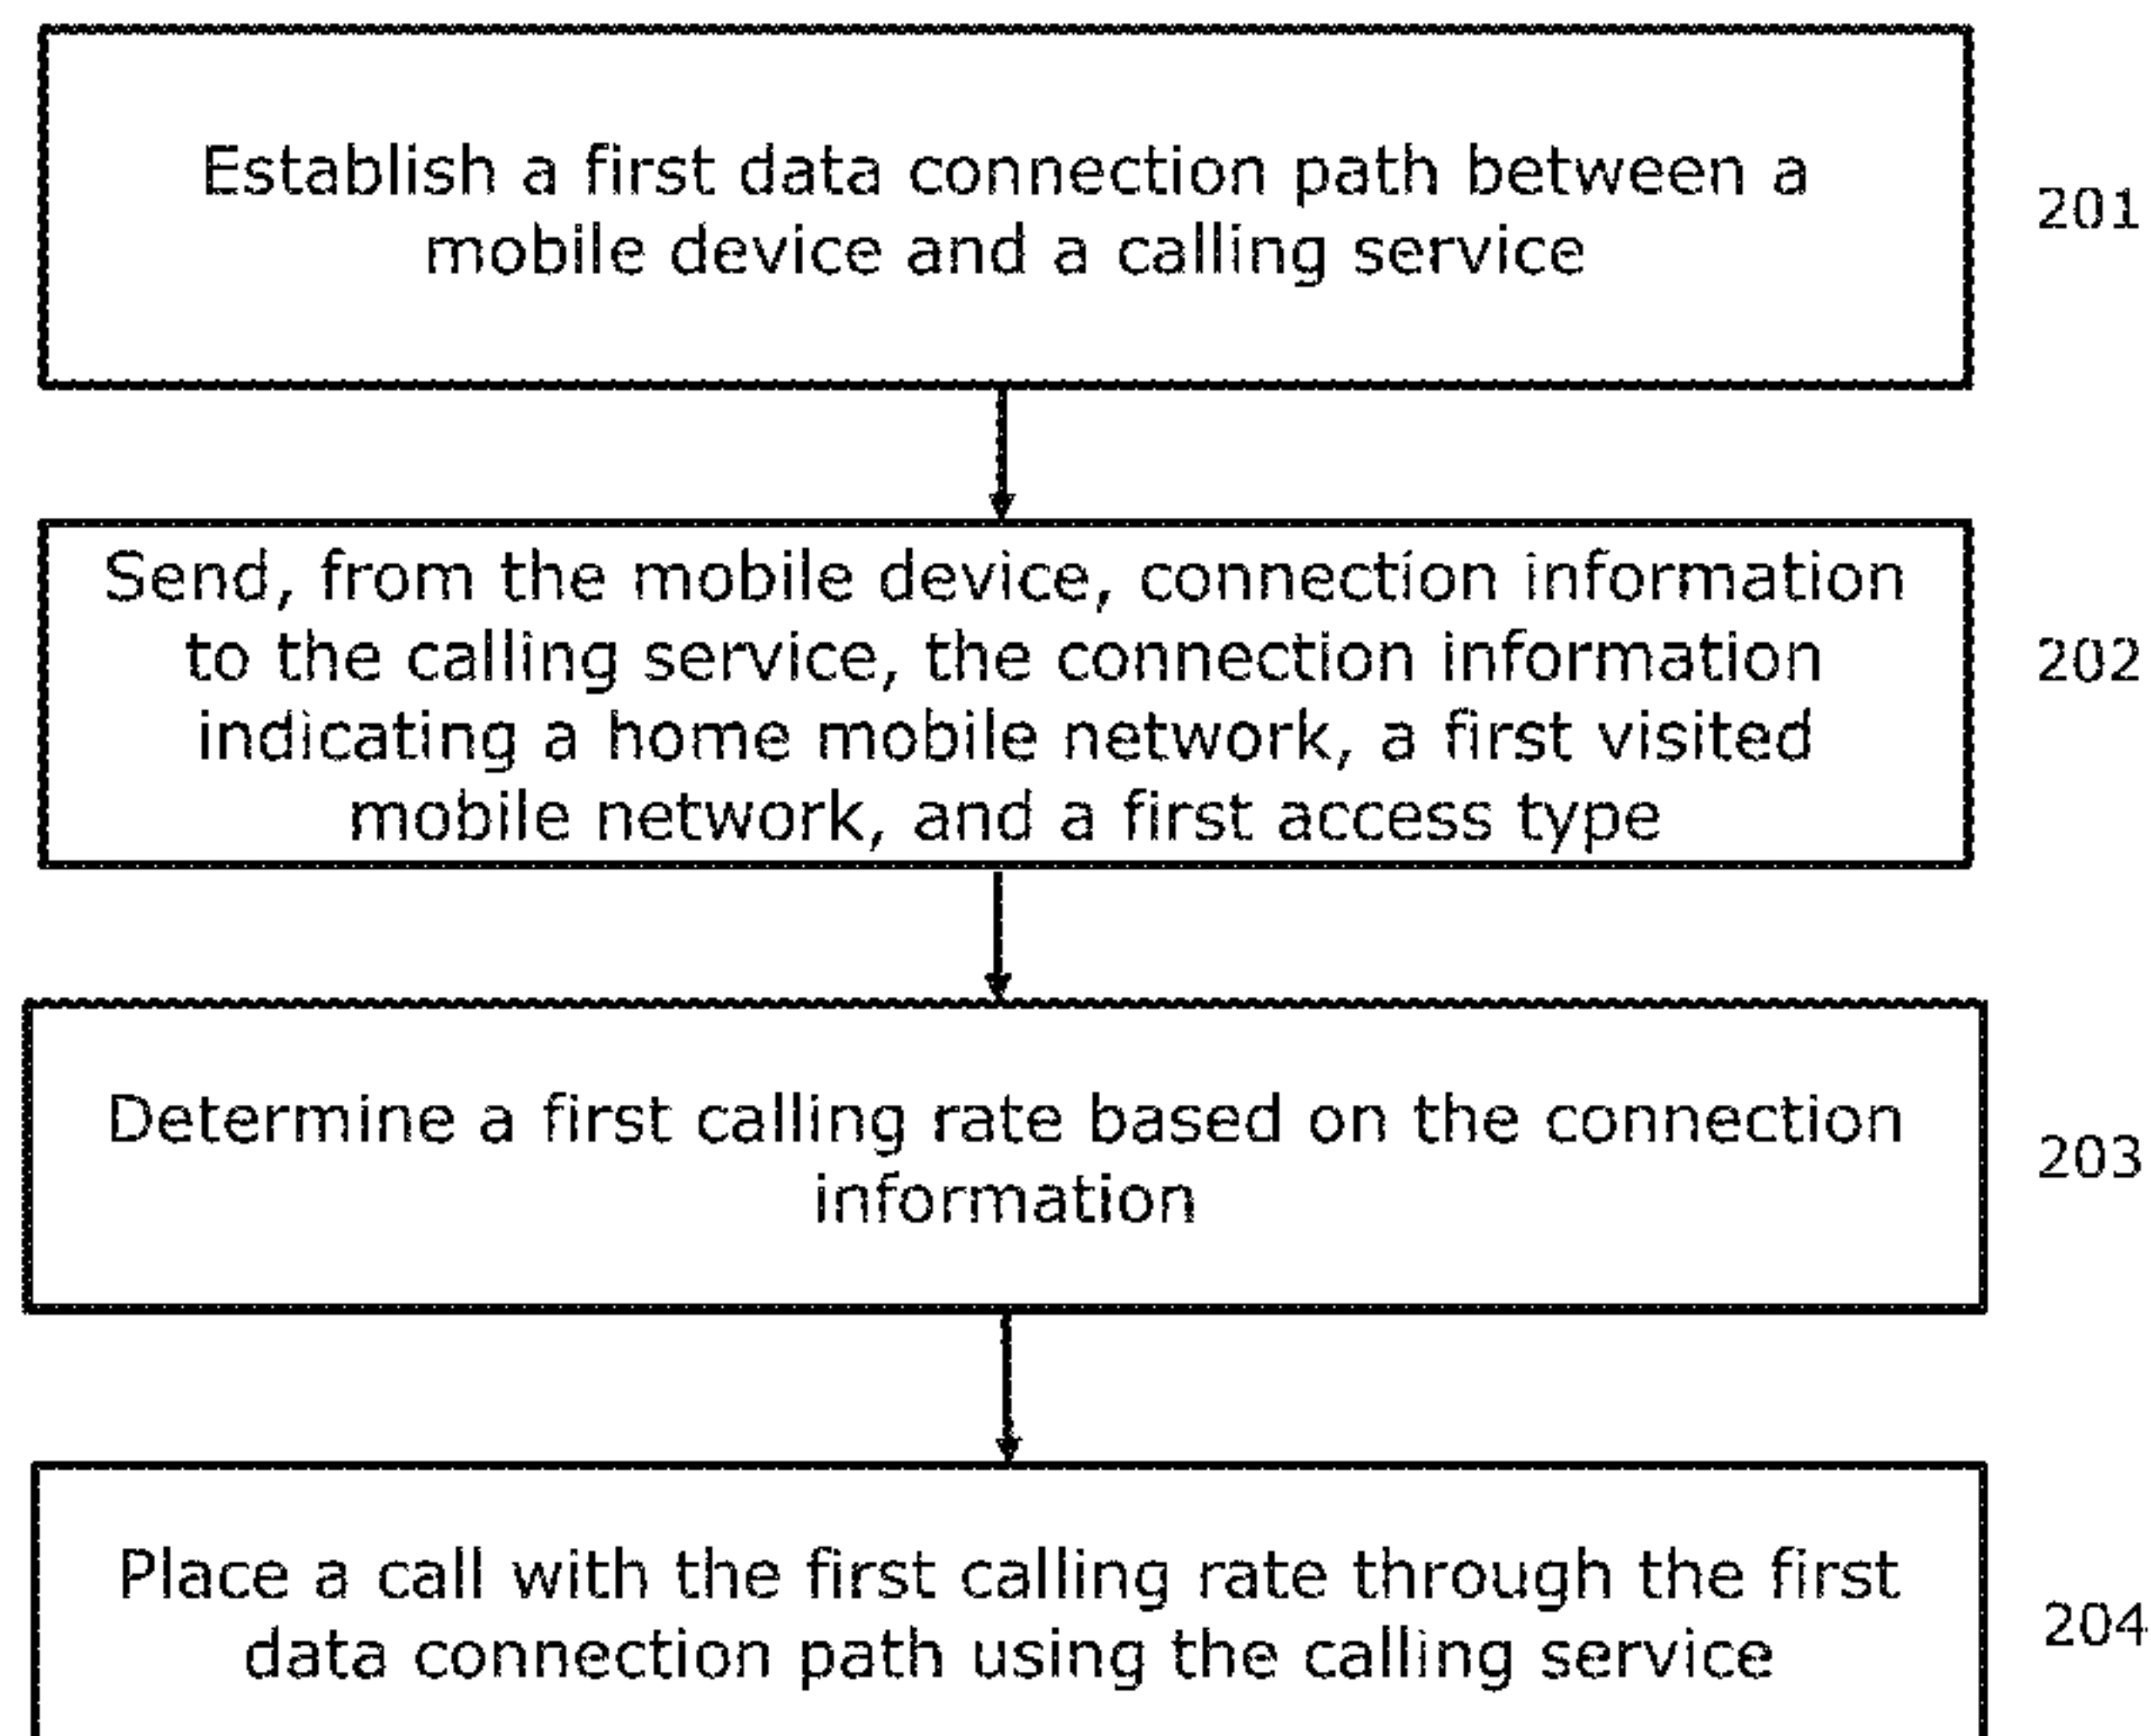 Establish a first data connection path between a
mobile device and a calling service
201
Send, from the mobile device, connection information
to the calling service, the connection information
indicating a home mobile network, a first visited
mobile network, and a first access type
202
Determine a first calling rate based on the connection
information
203
Place a call with the first calling rate through the first
data connection path using the calling service
204